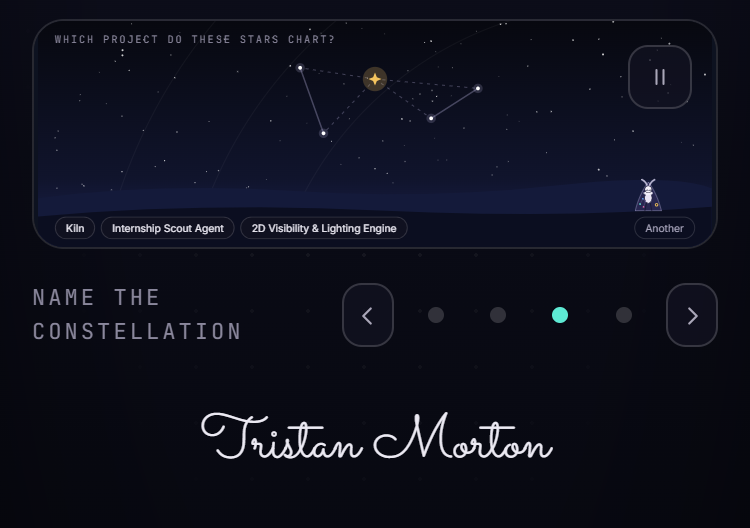 WHICH PROJECT DO THESE STARS CHART?
Kiln
Internship Scout Agent
2D Visibility & Lighting Engine
Another
NAME THE
CONSTELLATION
Tristan Morton